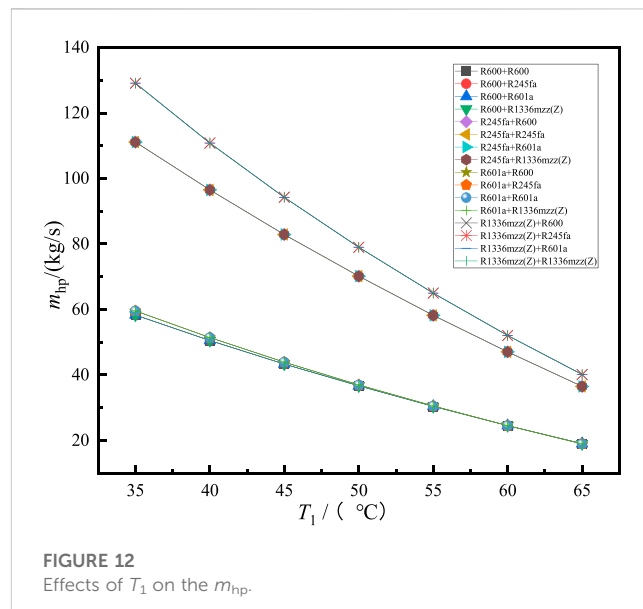 140
120
100
80
60
40
20
m_hp/(kg/s)
R600+R600
R600+R245fa
R600+R601a
R600+R1336mzz(Z)
R245fa+R600
R245fa+R245fa
R245fa+R601a
R245fa+R1336mzz(Z)
R601a+R600
R601a+R245fa
R601a+R601a
R601a+R1336mzz(Z)
R1336mzz(Z)+R600
R1336mzz(Z)+R245fa
R1336mzz(Z)+R601a
R1336mzz(Z)+R1336mzz(Z)
35 40 45 50 55 60 65
T_1 / ( °C)
FIGURE 12
Effects of T_1 on the m_hp.